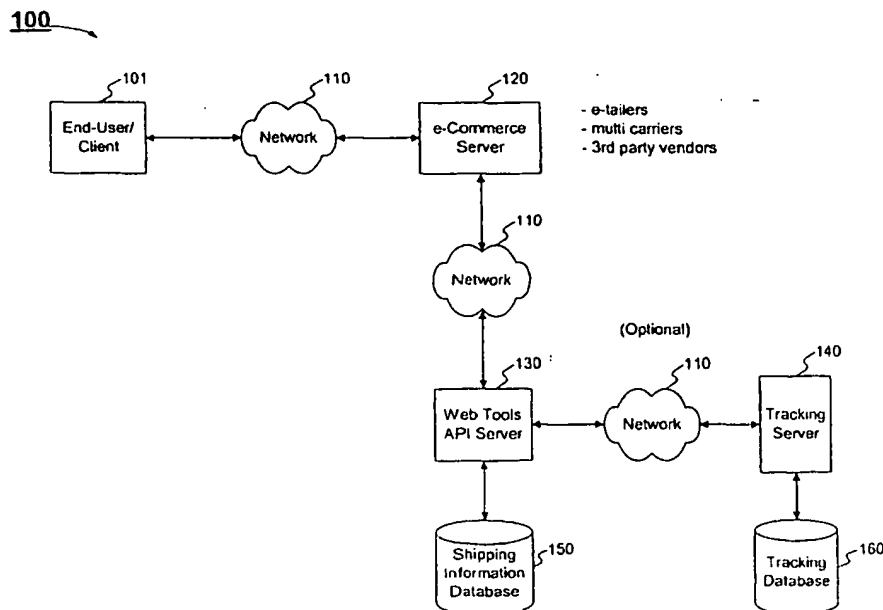 100
101
110
120
End-User/
Client
Network
e-Commerce
Server
- e-tailers
- multi carriers
- 3rd party vendors
110
Network
(Optional)
130
110
140
Web Tools
API Server
Network
Tracking
Server
Shipping
Information
Database
150
Tracking
Database
160